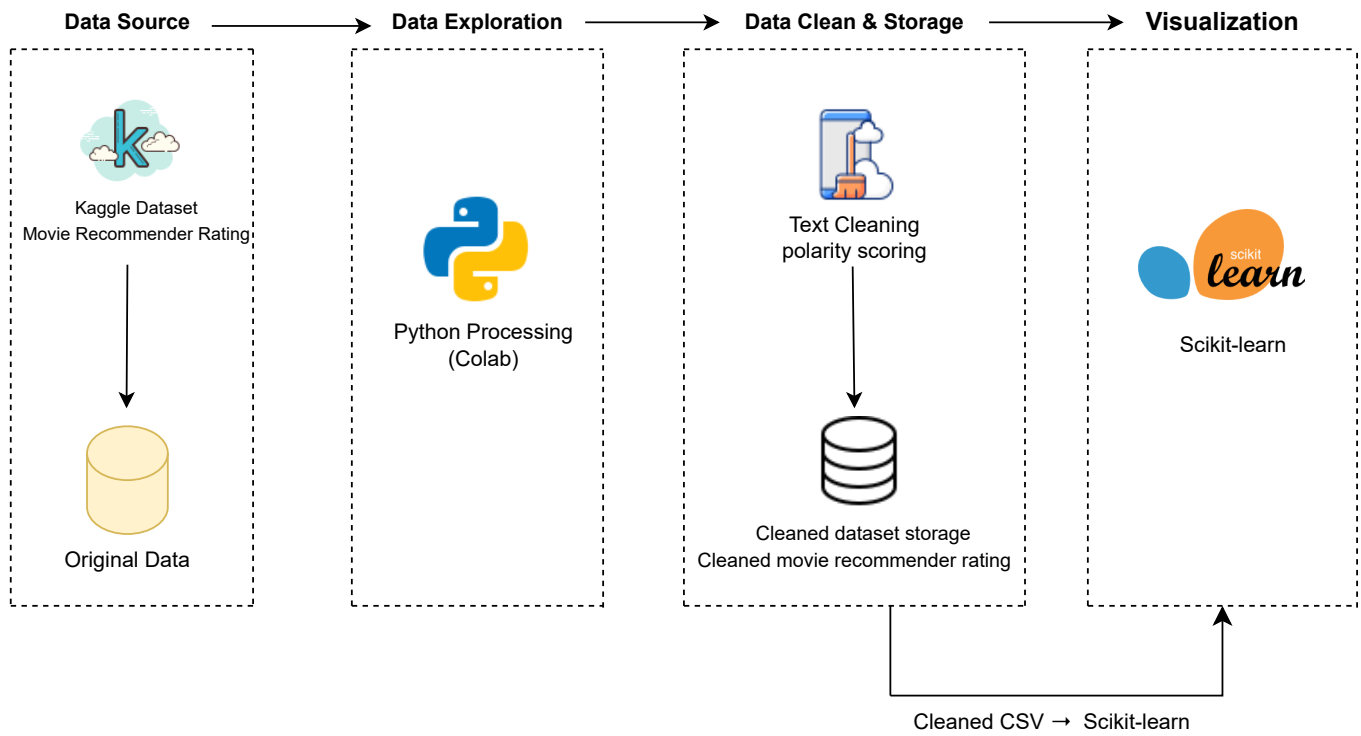 Data Source
Data Exploration
Data Clean & Storage
Visualization
k
Kaggle Dataset
Movie Recommender Rating
Original Data
Python Processing
(Colab)
Text Cleaning
polarity scoring
Cleaned dataset storage
Cleaned movie recommender rating
scikit
learn
Scikit-learn
Cleaned CSV → Scikit-learn